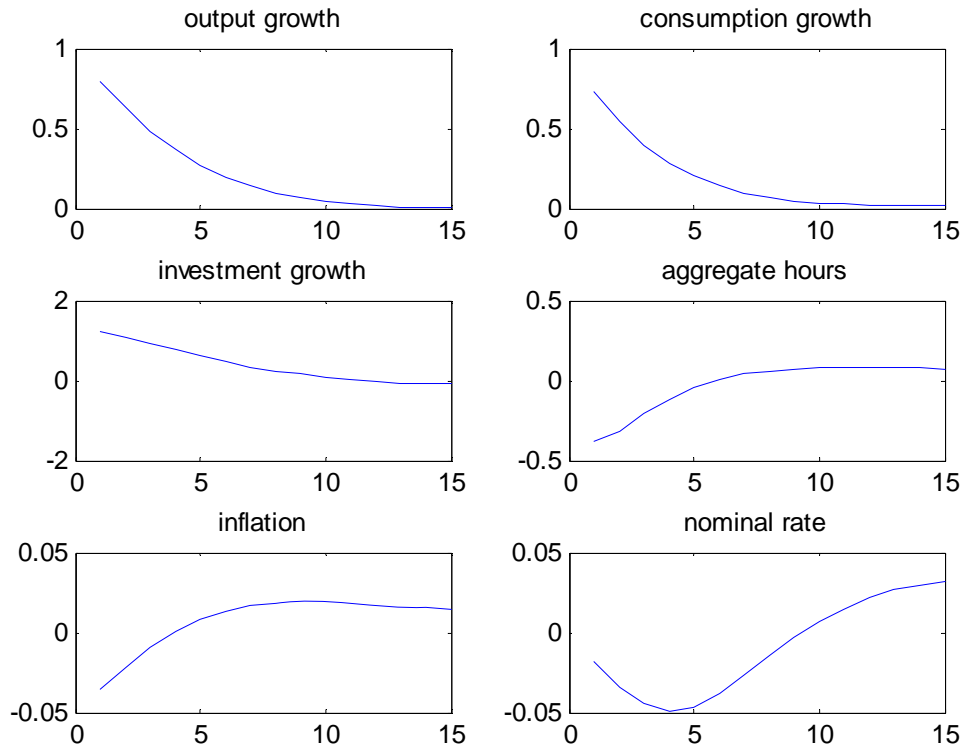 output growth
1
0.5
0
0 5 10 15
consumption growth
1
0.5
0
0 5 10 15
investment growth
2
0
-2
0 5 10 15
aggregate hours
0.5
0
-0.5
0 5 10 15
inflation
0.05
0
-0.05
0 5 10 15
nominal rate
0.05
0
-0.05
0 5 10 15